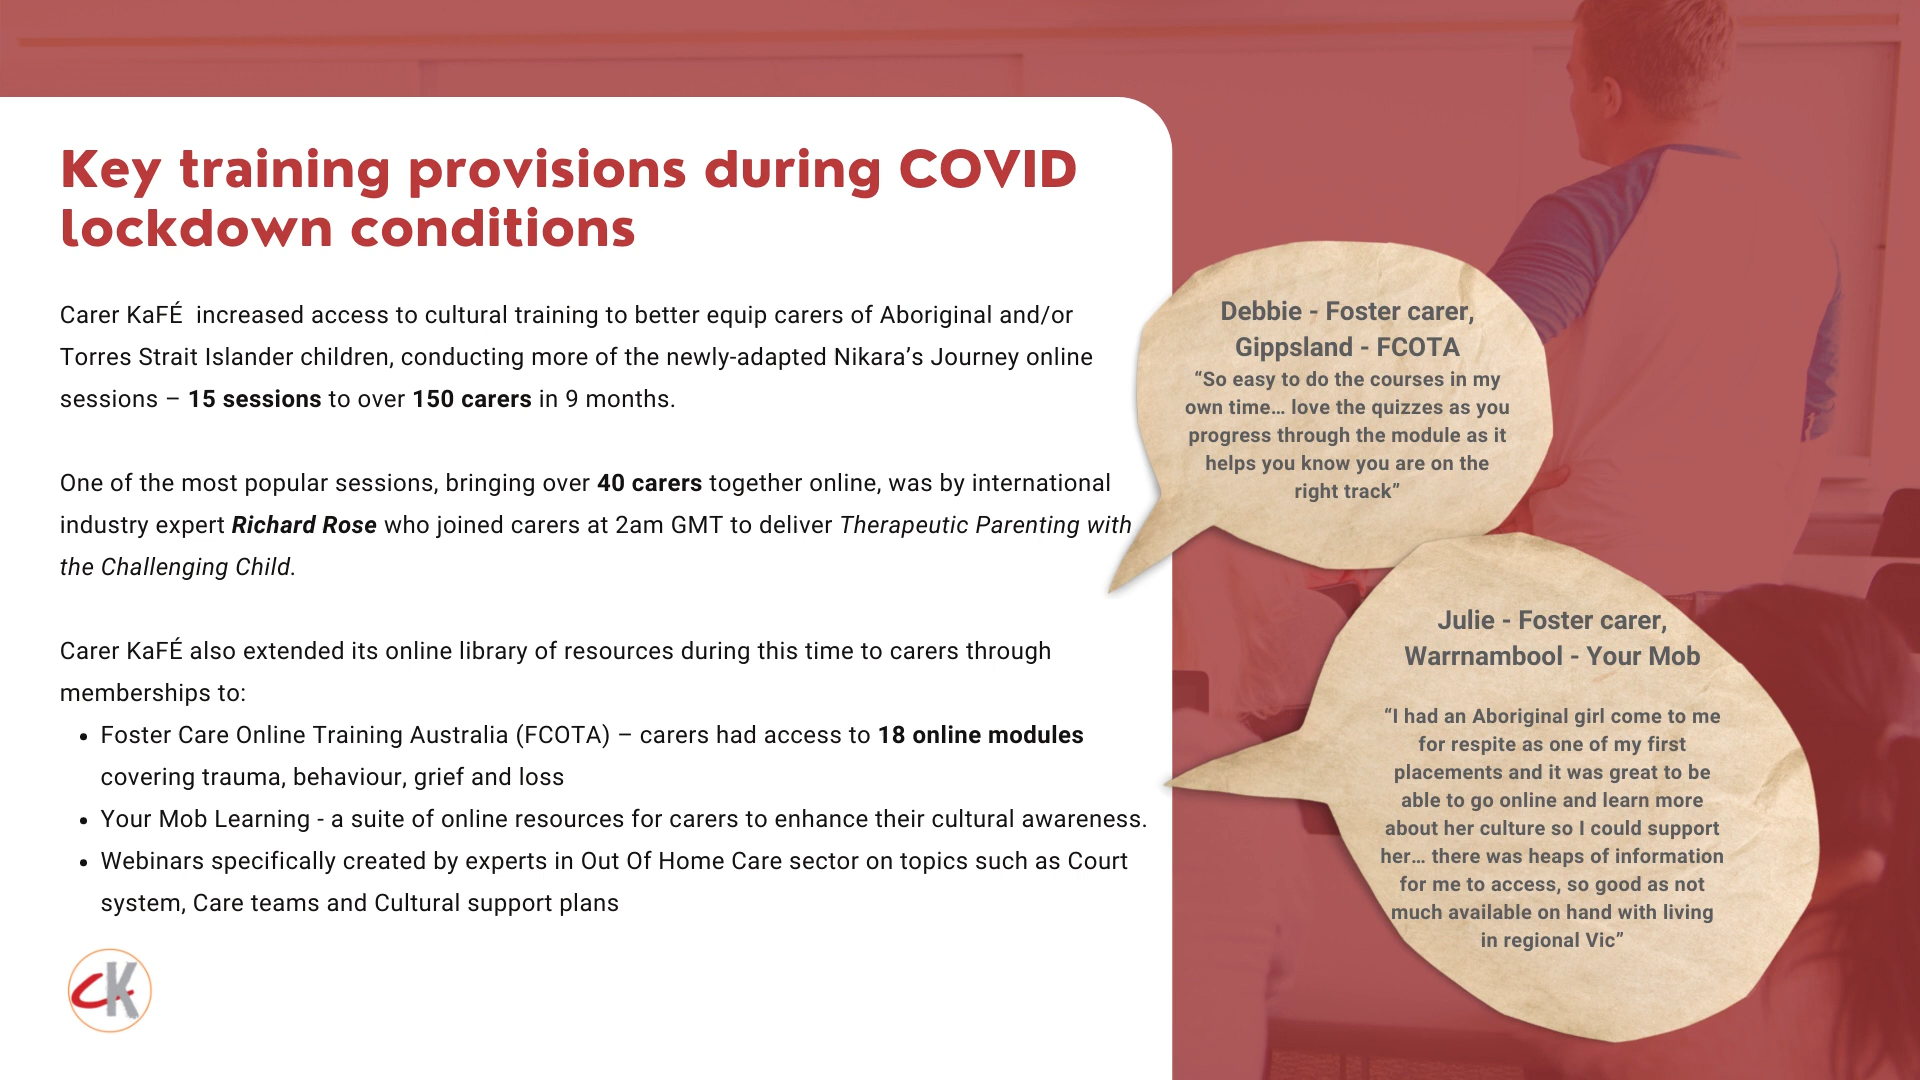 Key training provisions during COVID
lockdown conditions
Carer KaFÉ  increased access to cultural training to better equip carers of Aboriginal and/or
Torres Strait Islander children, conducting more of the newly-adapted Nikara’s Journey online
sessions – 15 sessions to over 150 carers in 9 months.
One of the most popular sessions, bringing over 40 carers together online, was by international
industry expert Richard Rose who joined carers at 2am GMT to deliver Therapeutic Parenting with
the Challenging Child.
Carer KaFÉ also extended its online library of resources during this time to carers through
memberships to:
• Foster Care Online Training Australia (FCOTA) – carers had access to 18 online modules
covering trauma, behaviour, grief and loss
• Your Mob Learning - a suite of online resources for carers to enhance their cultural awareness.
• Webinars specifically created by experts in Out Of Home Care sector on topics such as Court
system, Care teams and Cultural support plans
CK
Debbie - Foster carer,
Gippsland - FCOTA
“So easy to do the courses in my
own time… love the quizzes as you
progress through the module as it
helps you know you are on the
right track”
Julie - Foster carer,
Warrnambool - Your Mob
“I had an Aboriginal girl come to me
for respite as one of my first
placements and it was great to be
able to go online and learn more
about her culture so I could support
her… there was heaps of information
for me to access, so good as not
much available on hand with living
in regional Vic”